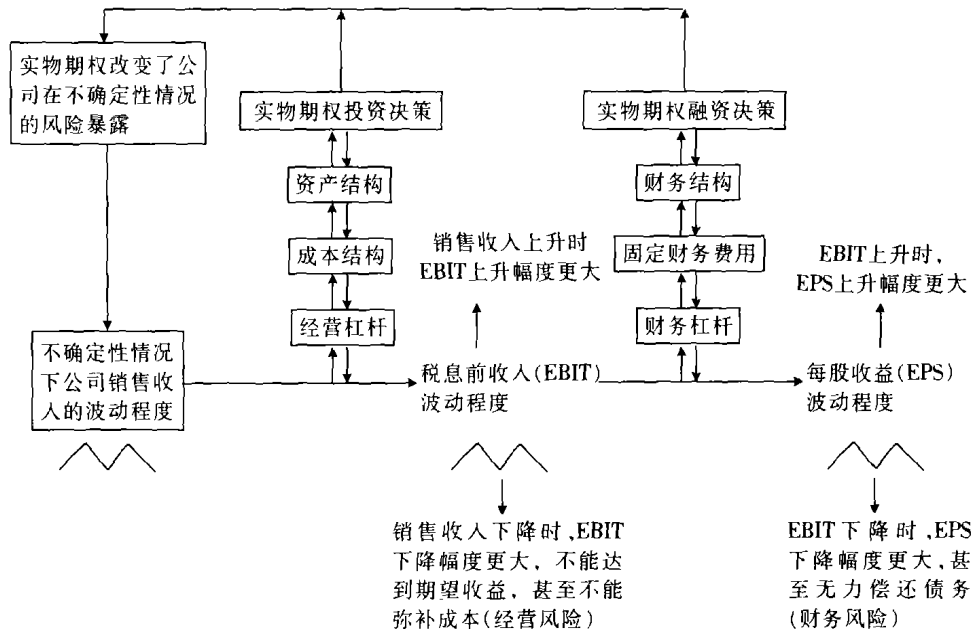 实物期权改变了公
司在不确定性情况
的风险暴露
实物期权投资决策
实物期权融资决策
资产结构
财务结构
成本结构
销售收入上升时
EBIT上升幅度更大
固定财务费用
EBIT上升时,
EPS上升幅度更大
经营杠杆
财务杠杆
不确定性情况
下公司销售收
入的波动程度
税息前收入(EBIT)
波动程度
每股收益(EPS)
波动程度
销售收入下降时,EBIT
下降幅度更大，不能达
到期望收益，甚至不能
弥补成本(经营风险)
EBIT下降时,EPS
下降幅度更大,甚
至无力偿还债务
(财务风险)